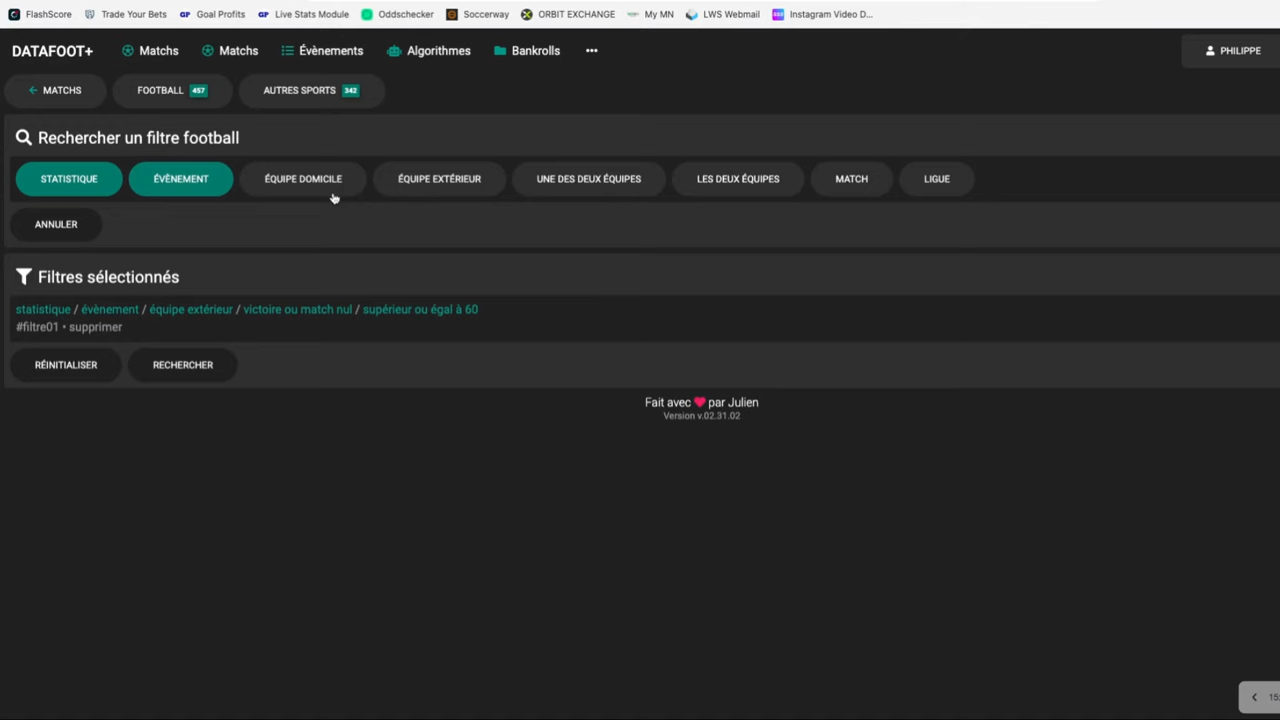 FlashScore Trade Your Bets GP Goal Profits GP Live Stats Module Oddschecker Soccerway ORBIT EXCHANGE My MN LWS Webmail Instagram Video D...
DATAFOOT+ Matchs Matchs Évènements Algorithmes Bankrolls ••• PHILIPPE
← MATCHS FOOTBALL 457 AUTRES SPORTS 342
Rechercher un filtre football
STATISTIQUE ÉVÈNEMENT ÉQUIPE DOMICILE ÉQUIPE EXTÉRIEUR UNE DES DEUX ÉQUIPES LES DEUX ÉQUIPES MATCH LIGUE
ANNULER
Filtres sélectionnés
statistique / évènement / équipe extérieur / victoire ou match nul / supérieur ou égal à 60
#filtre01 • supprimer
RÉINITIALISER RECHERCHER
Fait avec ❤ par Julien
Version v.02.31.02